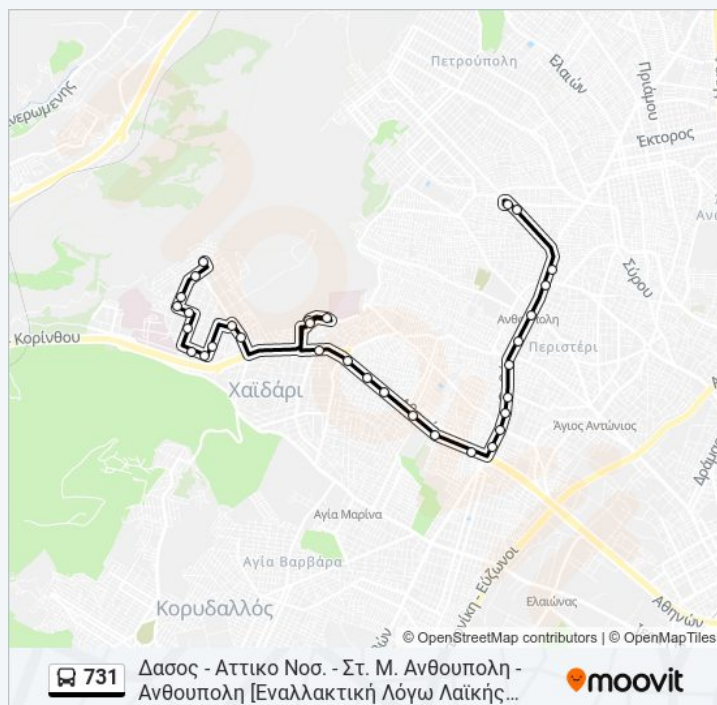 Πετρούπολη
Ελαιών
Πριάμου
Έκτορος
Σύρου
Ανθούπολη
Περιστέρι
Κορίνθου
Χαϊδάρι
Άγιος Αντώνιος
Αγία Μαρίνα
Αγία Βαρβάρα
Ελαιώνας
Αθηνών
Κορυδαλλός
© OpenStreetMap contributors | © OpenMapTiles
731
Δασος - Αττικο Νοσ. - Στ. Μ. Ανθουπολη -
Ανθουπολη [Εναλλακτική Λόγω Λαϊκής...
moovit